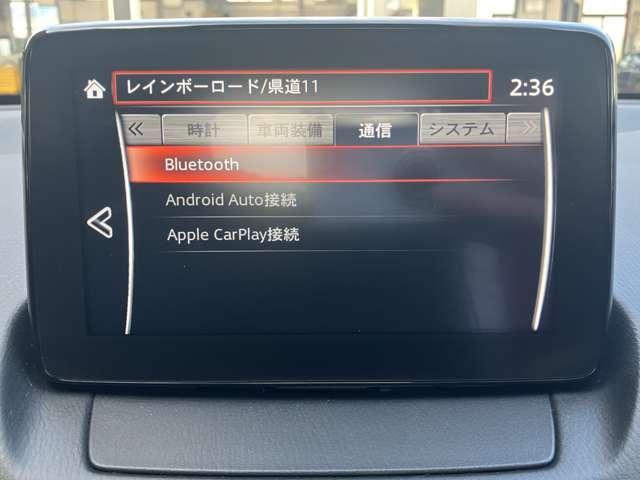 レインボーロード/県道11 2:36
時計 車両装備 通信 システム
Bluetooth
Android Auto接続
Apple CarPlay接続